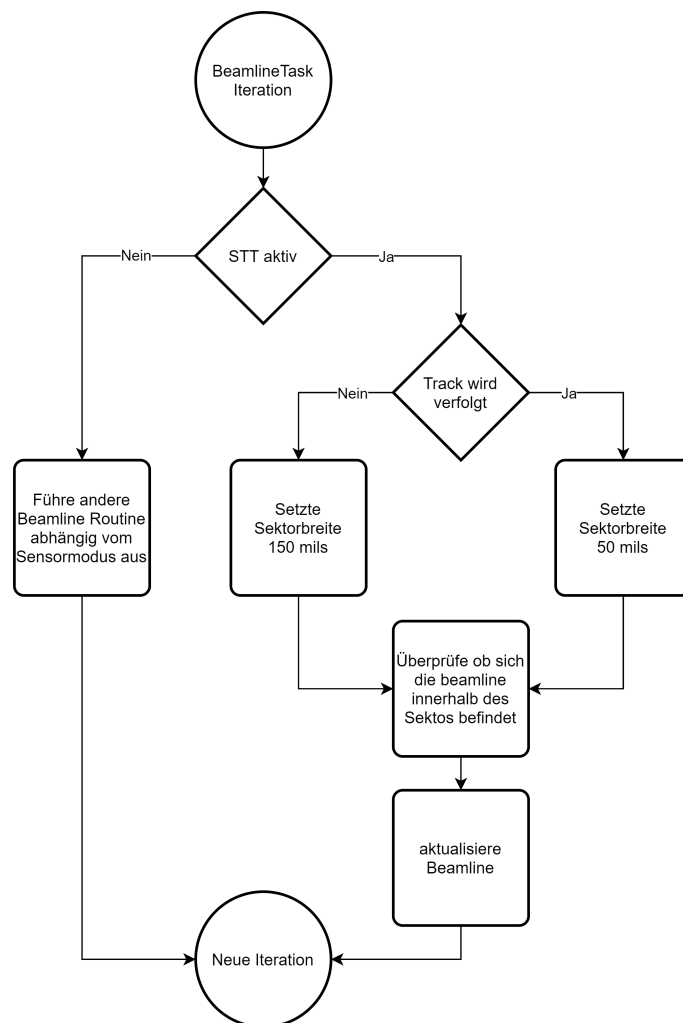 BeamlineTask
Iteration
STT aktiv
Nein
Ja
Track wird
verfolgt
Nein
Ja
Führe andere
Beamline Routine
abhängig vom
Sensormodus aus
Setzte
Sektorbreite
150 mils
Setzte
Sektorbreite
50 mils
Überprüfe ob sich
die beamline
innerhalb des
Sektos befindet
aktualisiere
Beamline
Neue Iteration